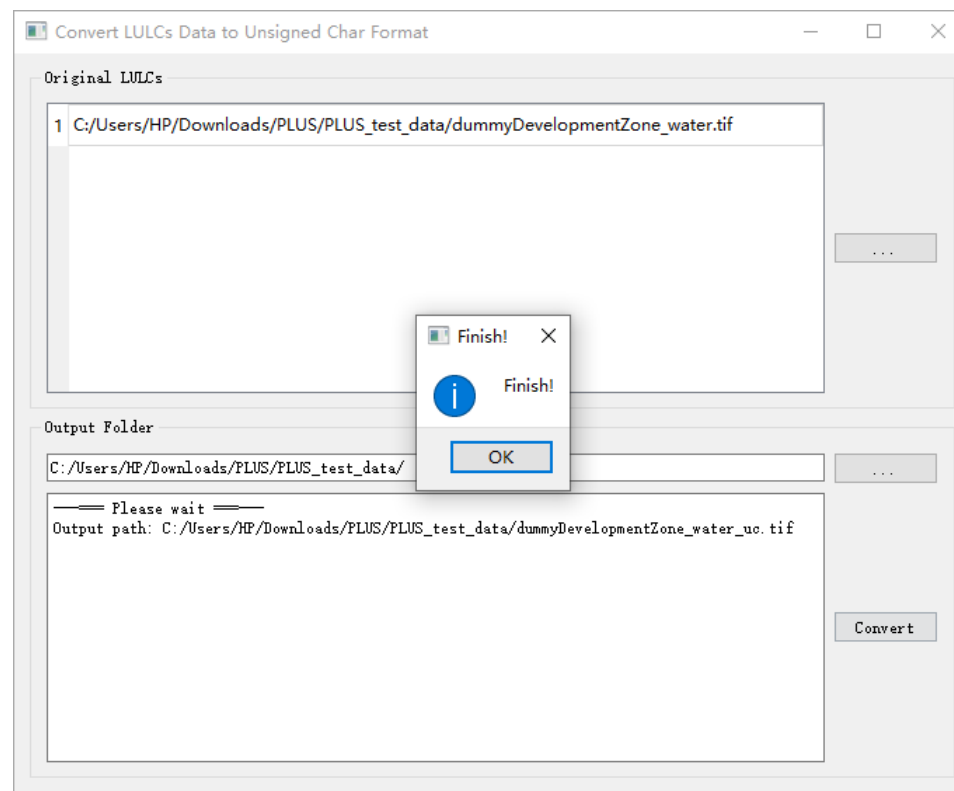 Convert LULCs Data to Unsigned Char Format
Original LULCs
1 C:/Users/HP/Downloads/PLUS/PLUS_test_data/dummyDevelopmentZone_water.tif
...
Finish!
Finish!
OK
Output Folder
C:/Users/HP/Downloads/PLUS/PLUS_test_data/
...
——=== Please wait ===——
Output path: C:/Users/HP/Downloads/PLUS/PLUS_test_data/dummyDevelopmentZone_water_uc.tif
Convert